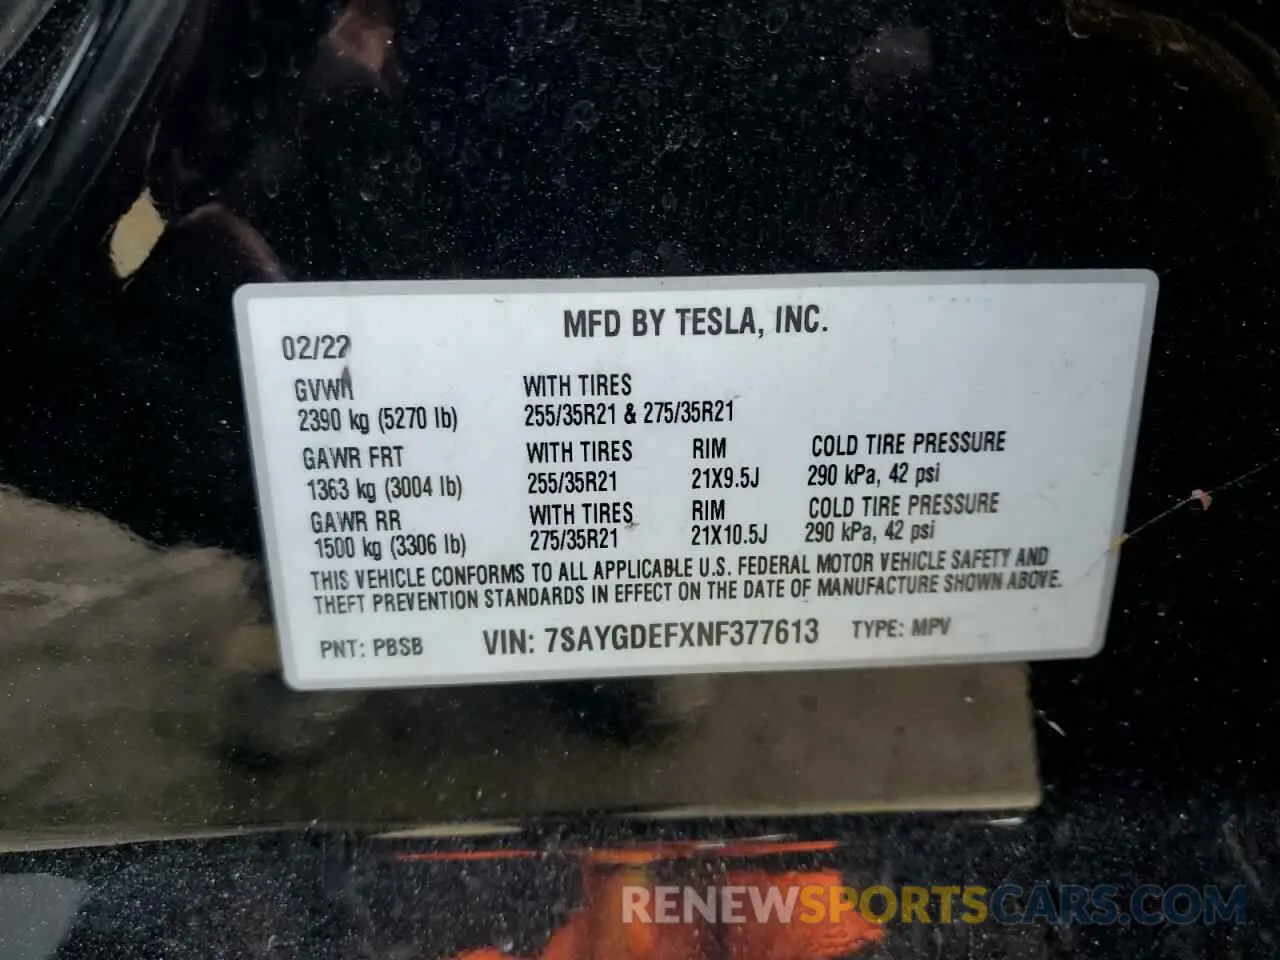 MFD BY TESLA, INC.
02/22
GVWR WITH TIRES
2390 kg (5270 lb) 255/35R21 & 275/35R21
GAWR FRT WITH TIRES RIM COLD TIRE PRESSURE
1363 kg (3004 lb) 255/35R21 21X9.5J 290 kPa, 42 psi
GAWR RR WITH TIRES RIM COLD TIRE PRESSURE
1500 kg (3306 lb) 275/35R21 21X10.5J 290 kPa, 42 psi
THIS VEHICLE CONFORMS TO ALL APPLICABLE U.S. FEDERAL MOTOR VEHICLE SAFETY AND
THEFT PREVENTION STANDARDS IN EFFECT ON THE DATE OF MANUFACTURE SHOWN ABOVE.
PNT: PBSB VIN: 7SAYGDEFXNF377613 TYPE: MPV
RENEWSPORTSCARS.COM